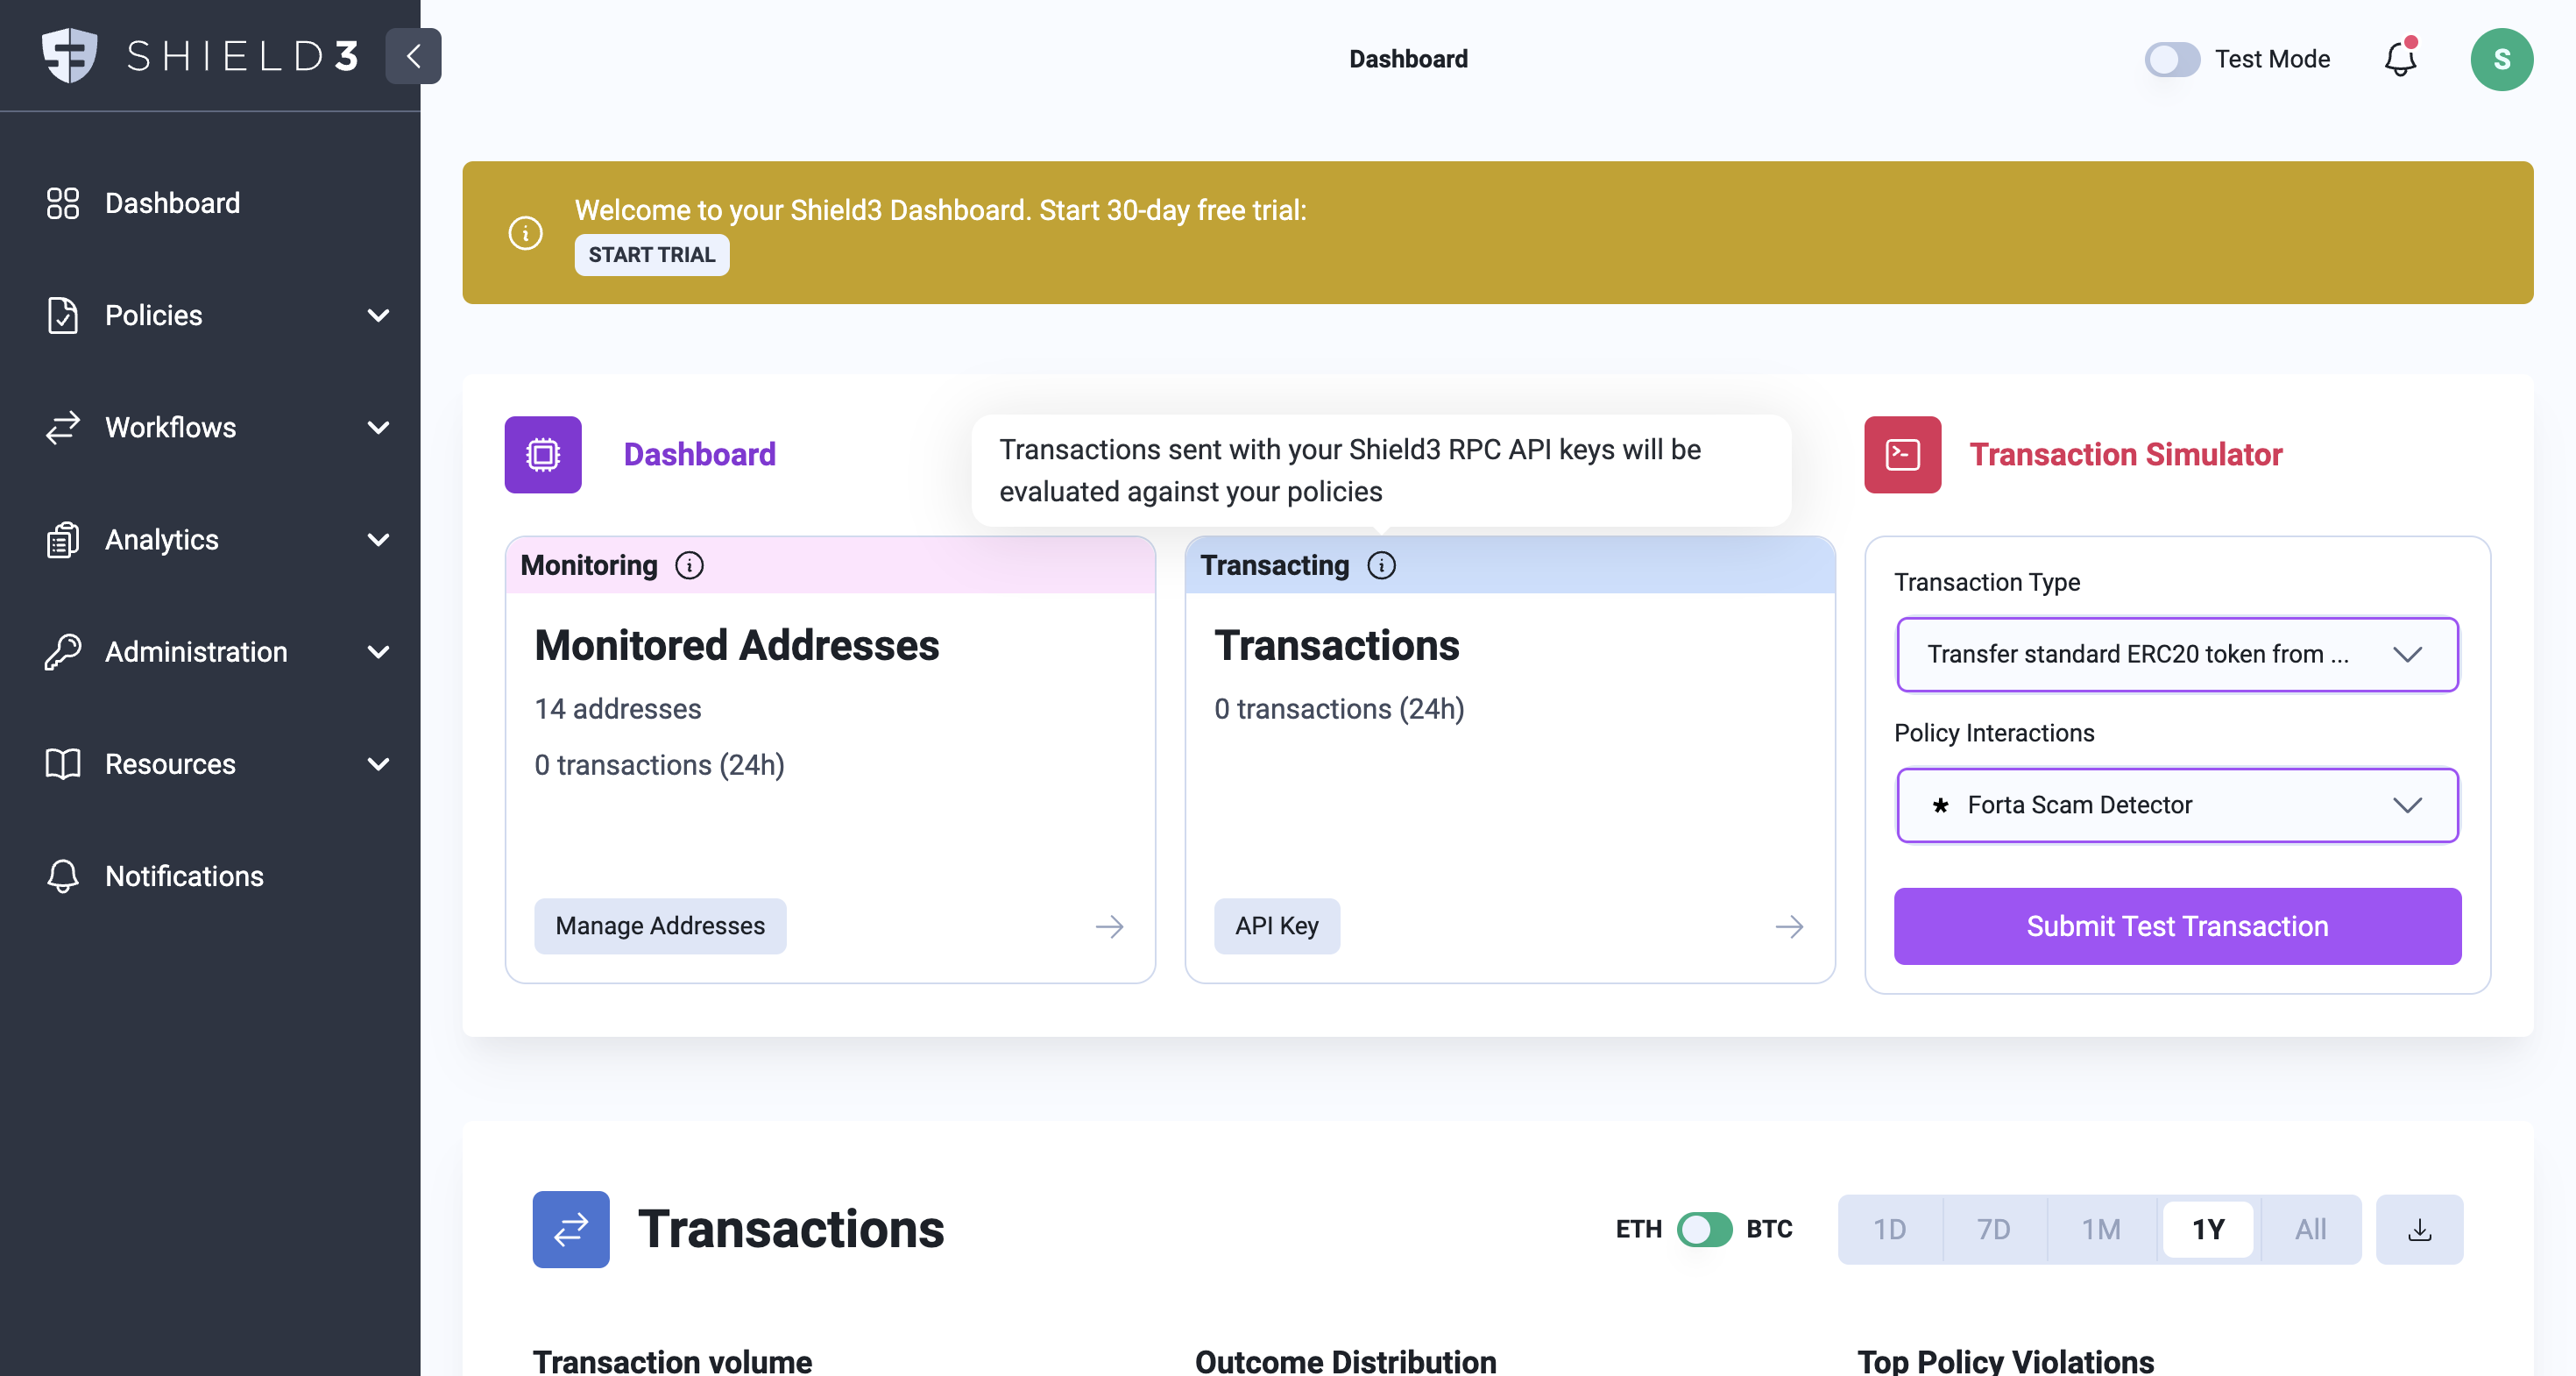 SHIELD3
Dashboard
Test Mode
S
Dashboard
Policies
Workflows
Analytics
Administration
Resources
Notifications
Welcome to your Shield3 Dashboard. Start 30-day free trial:
START TRIAL
Dashboard
Transactions sent with your Shield3 RPC API keys will be
evaluated against your policies
Transaction Simulator
Monitoring
Monitored Addresses
14 addresses
0 transactions (24h)
Manage Addresses
Transacting
Transactions
0 transactions (24h)
API Key
Transaction Type
Transfer standard ERC20 token from ...
Policy Interactions
* Forta Scam Detector
Submit Test Transaction
Transactions
ETH BTC
1D 7D 1M 1Y All
Transaction volume
Outcome Distribution
Top Policy Violations